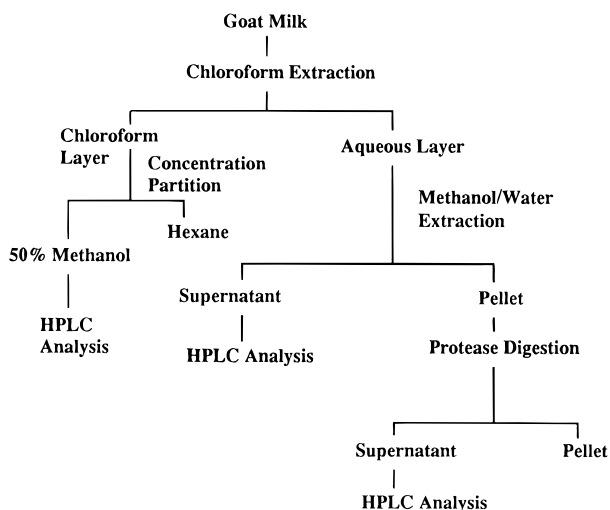 Goat Milk
Chloroform Extraction
Chloroform
Layer
Concentration
Partition
Aqueous Layer
Methanol/Water
Extraction
Hexane
50% Methanol
HPLC
Analysis
Supernatant
HPLC Analysis
Pellet
Protease Digestion
Supernatant
Pellet
HPLC Analysis